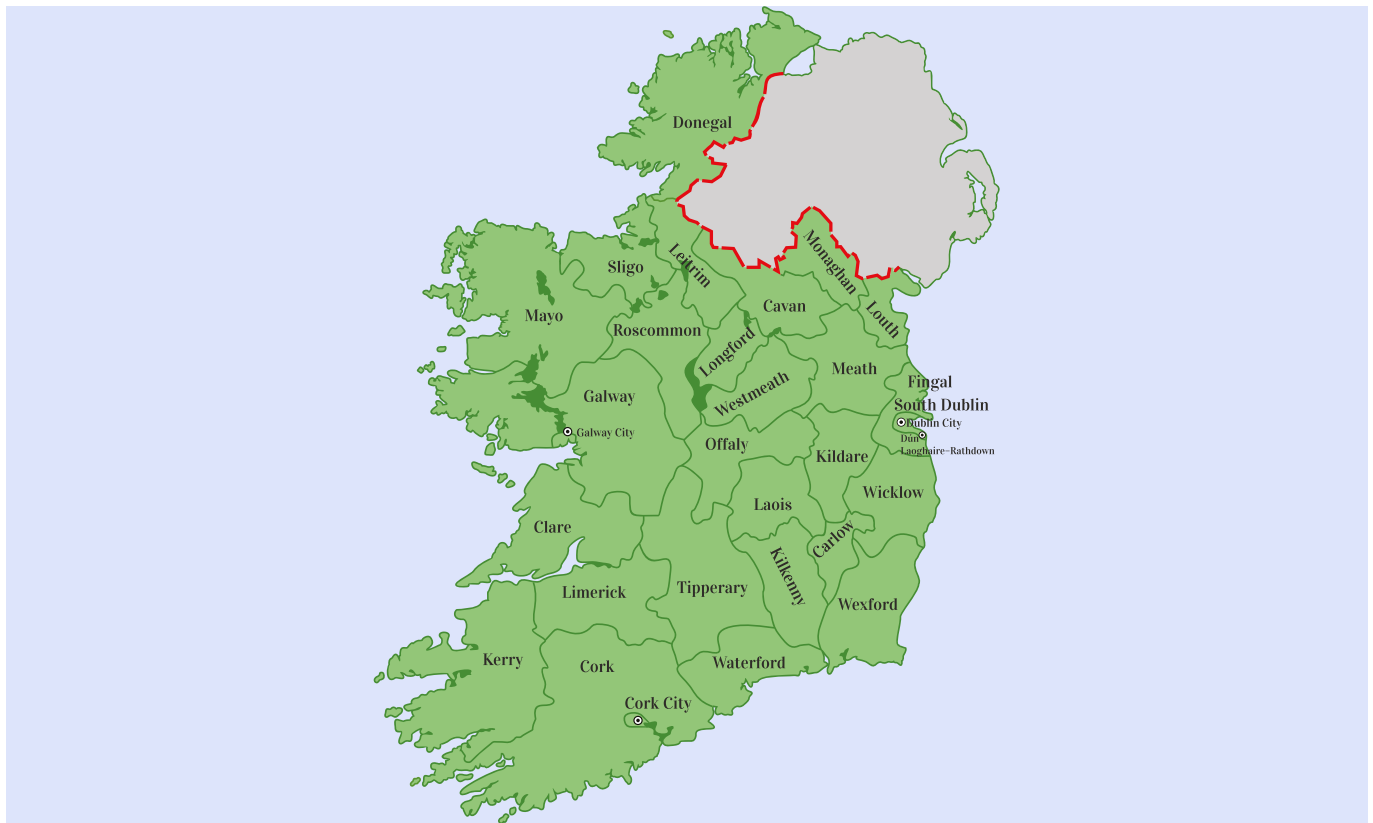 Donegal
Monaghan
Leitrim
Sligo
Cavan
Mayo
Louth
Roscommon
Longford
Meath
Fingal
Westmeath
Galway
South Dublin
Dublin City
Galway City
Dún
Laoghaire–Rathdown
Offaly
Kildare
Wicklow
Laois
Clare
Carlow
Kilkenny
Tipperary
Limerick
Wexford
Kerry
Cork
Waterford
Cork City